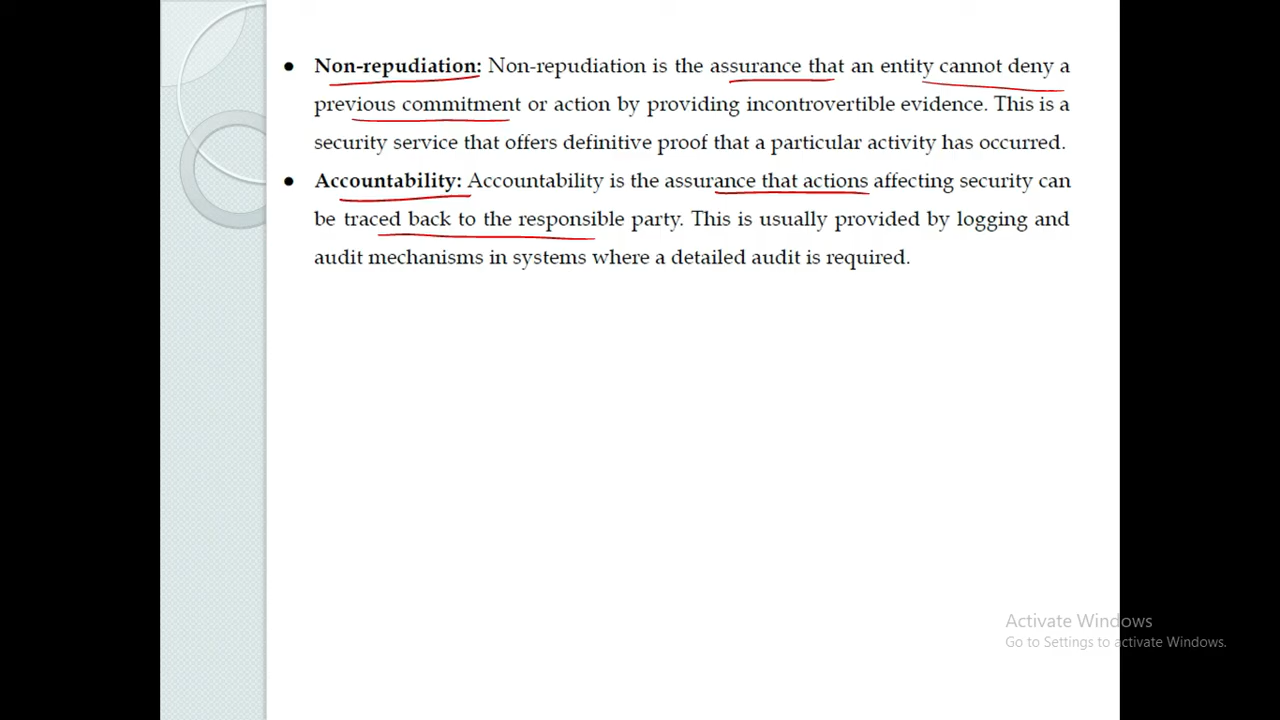 ● Non-repudiation: Non-repudiation is the assurance that an entity cannot deny a
previous commitment or action by providing incontrovertible evidence. This is a
security service that offers definitive proof that a particular activity has occurred.
● Accountability: Accountability is the assurance that actions affecting security can
be traced back to the responsible party. This is usually provided by logging and
audit mechanisms in systems where a detailed audit is required.
Activate Windows
Go to Settings to activate Windows.